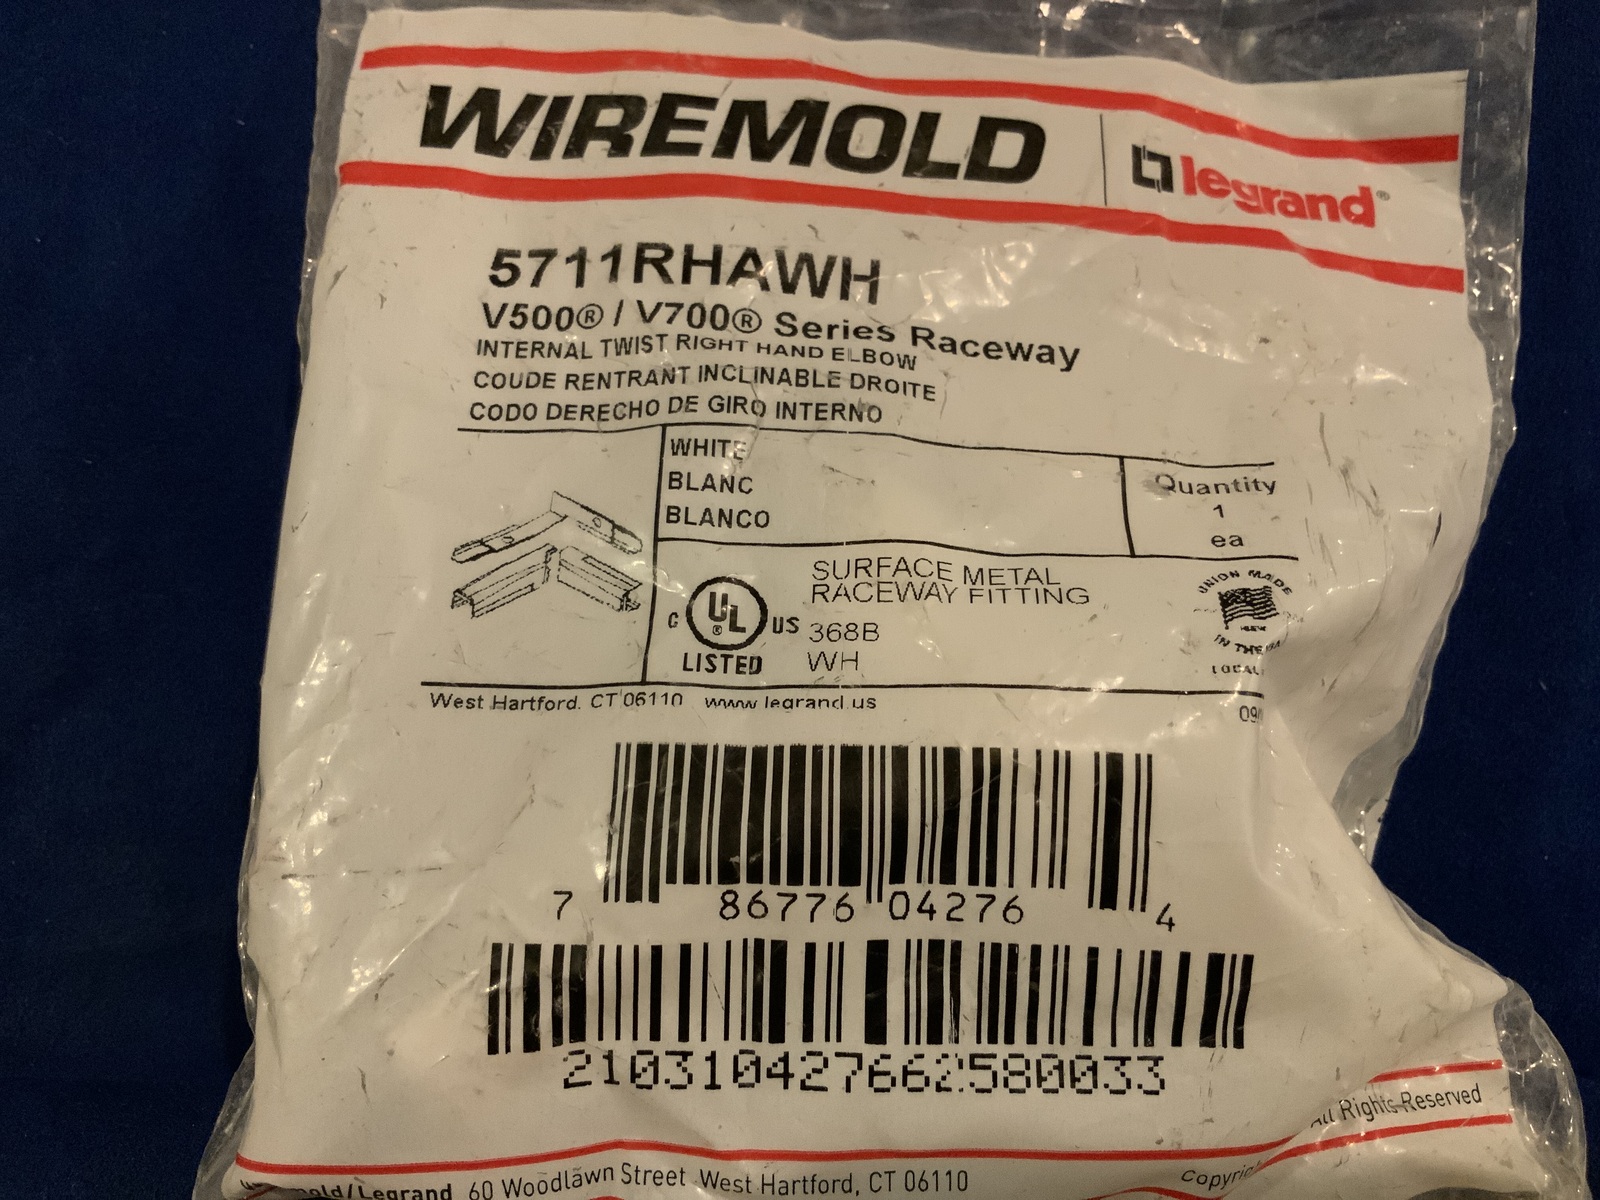 WIREMOLD
legrand®
5711RHAWH
V500® / V700® Series Raceway
INTERNAL TWIST RIGHT HAND ELBOW
COUDE RENTRANT INCLINABLE DROITE
CODO DERECHO DE GIRO INTERNO
WHITE
BLANC
BLANCO
Quantity
1
ea
C UL® US
LISTED
SURFACE METAL
RACEWAY FITTING
368B
WH
UNION MADE
IN THE
West Hartford. CT 06110 www.legrand.us
7 86776 04276 4
210310427662580033
All Rights Reserved
/Legrand 60 Woodlawn Street West Hartford, CT 06110